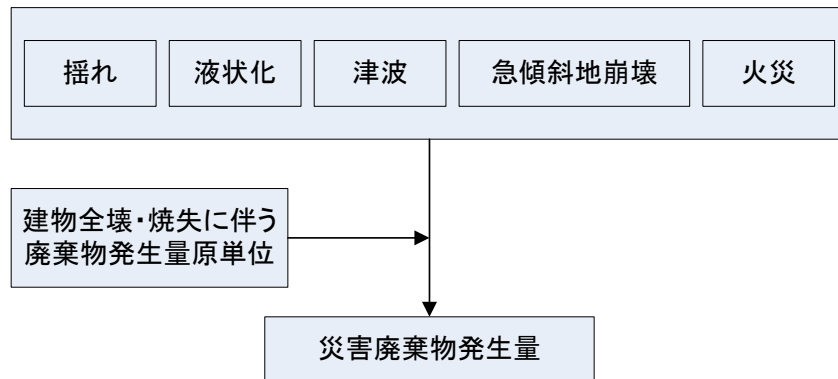 揺れ
液状化
津波
急傾斜地崩壊
火災
建物全壊・焼失に伴う
廃棄物発生量原単位
災害廃棄物発生量